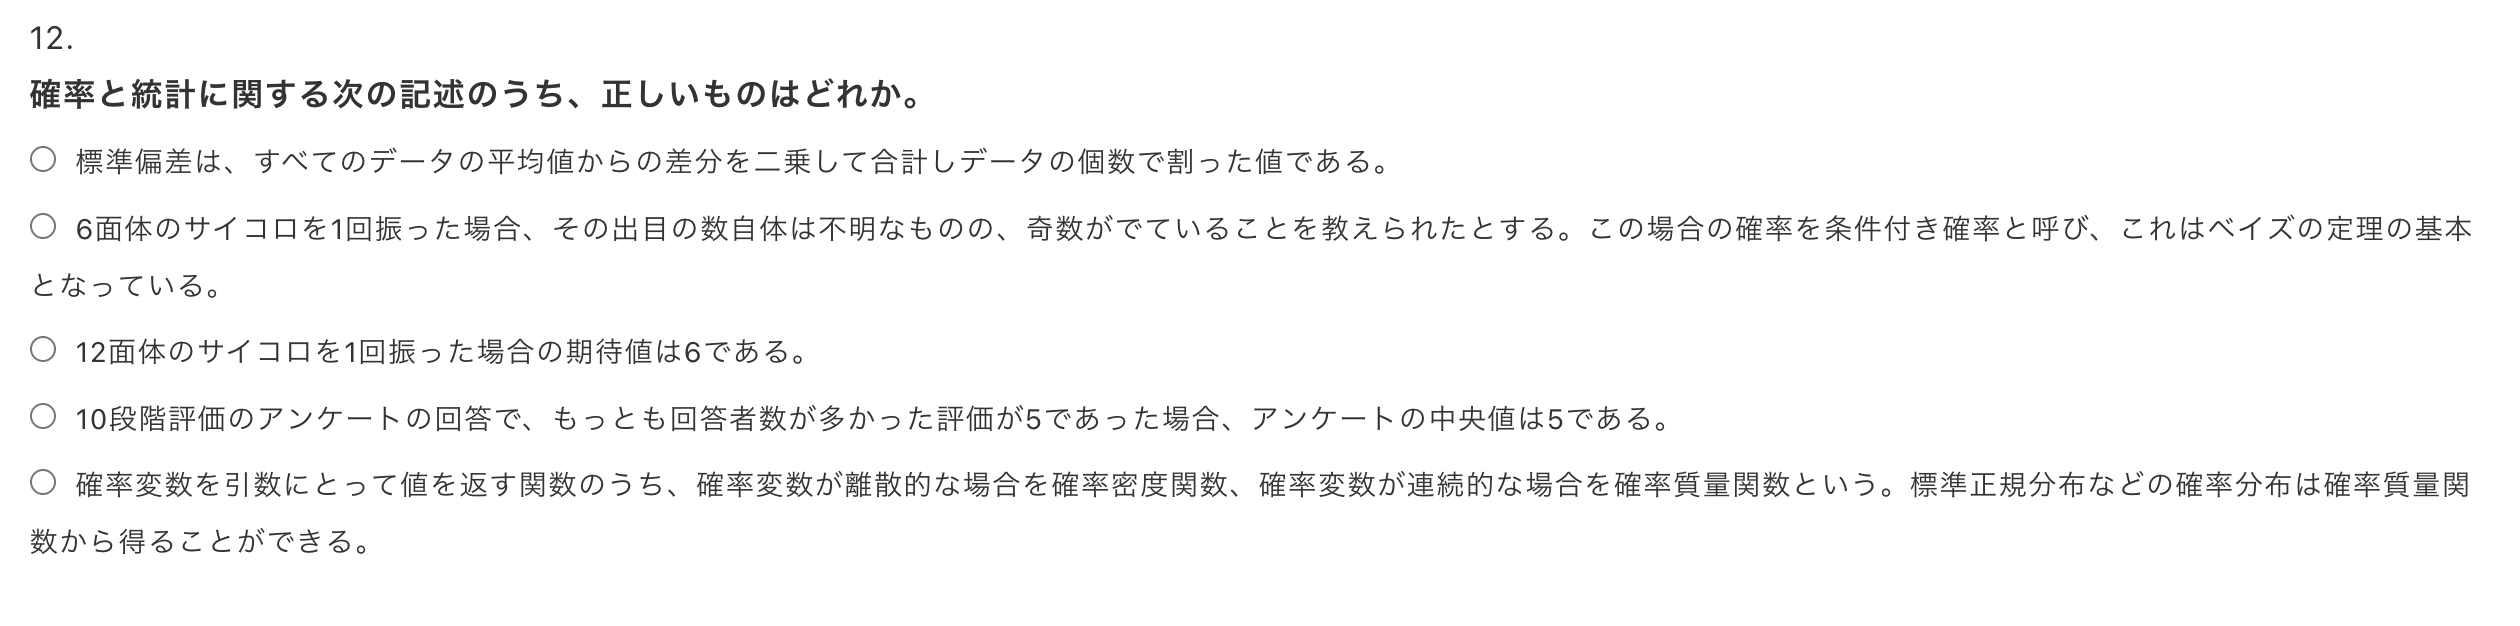 12.
確率と統計に関する次の記述のうち、正しいものはどれか。
標準偏差は、すべてのデータの平均値からの差分を二乗して合計しデータの個数で割った値である。
6面体のサイコロを1回振った場合、その出目の数自体は不明なものの、奇数がでていることを教えられたとする。この場合の確率を条件付き確率と呼び、これはベイズの定理の基本
となっている。
12面体のサイコロを1回振った場合の期待値は6である。
10段階評価のアンケートの回答で、もっとも回答者数が多かった評価が5であった場合、アンケートの中央値は5である。
確率変数を引数にとって値を返す関数のうち、確率変数が離散的な場合を確率密度関数、確率変数が連続的な場合を確率質量関数という。標準正規分布などの確率分布は確率質量関
数から得ることができる。